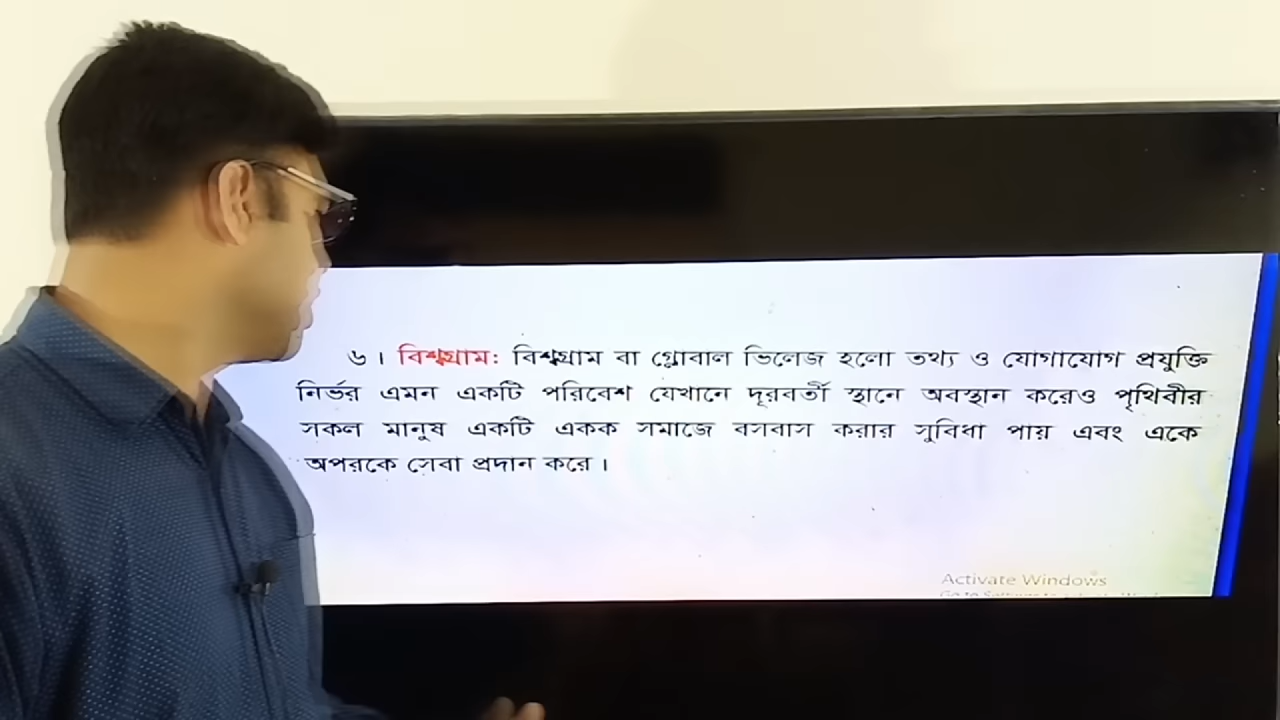 ৬। বিশ্বগ্রাম: বিশ্বগ্রাম বা গ্লোবাল ভিলেজ হলো তথ্য ও যোগাযোগ প্রযুক্তি
নির্ভর এমন একটি পরিবেশ যেখানে দূরবর্তী স্থানে অবস্থান করেও পৃথিবীর
সকল মানুষ একটি একক সমাজে বসবাস করার সুবিধা পায় এবং একে
অপরকে সেবা প্রদান করে।
Activate Windows